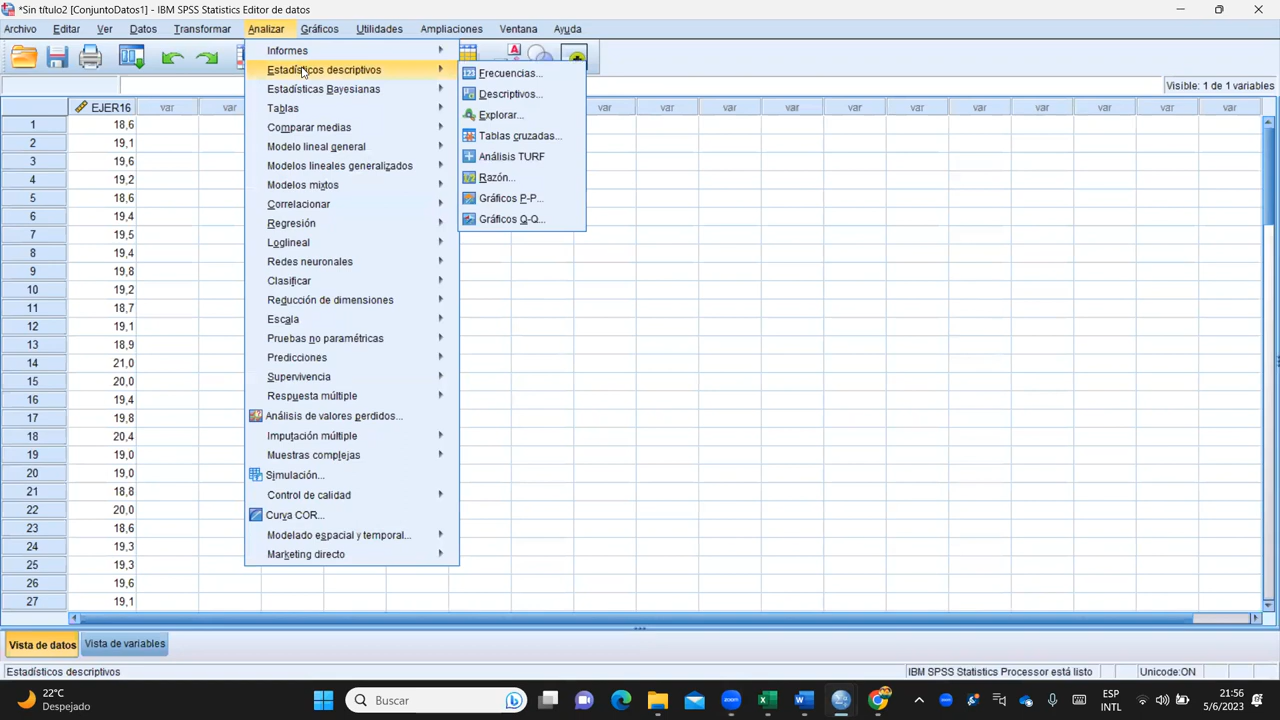 *Sin título2 [ConjuntoDatos1] - IBM SPSS Statistics Editor de datos
Archivo Editar Ver Datos Transformar Analizar Gráficos Utilidades Ampliaciones Ventana Ayuda
Visible: 1 de 1 variables
Informes
Estadísticos descriptivos
Estadísticas Bayesianas
Tablas
Comparar medias
Modelo lineal general
Modelos lineales generalizados
Modelos mixtos
Correlacionar
Regresión
Loglineal
Redes neuronales
Clasificar
Reducción de dimensiones
Escala
Pruebas no paramétricas
Predicciones
Supervivencia
Respuesta múltiple
Análisis de valores perdidos...
Imputación múltiple
Muestras complejas
Simulación...
Control de calidad
Curva COR...
Modelado espacial y temporal...
Marketing directo
Frecuencias...
Descriptivos...
Explorar...
Tablas cruzadas...
Análisis TURF
Razón...
Gráficos P-P...
Gráficos Q-Q...
EJER16 var var var var var var var var var var var var
1 18,6
2 19,1
3 19,6
4 19,2
5 18,6
6 19,4
7 19,5
8 19,4
9 19,8
10 19,2
11 18,7
12 19,1
13 18,9
14 21,0
15 20,0
16 19,4
17 19,8
18 20,4
19 19,0
20 19,0
21 18,8
22 20,0
23 18,6
24 19,3
25 19,3
26 19,6
27 19,1
Vista de datos Vista de variables
Estadísticos descriptivos IBM SPSS Statistics Processor está listo Unicode:ON
22°C
Despejado
Buscar
ESP
INTL
21:56
5/6/2023